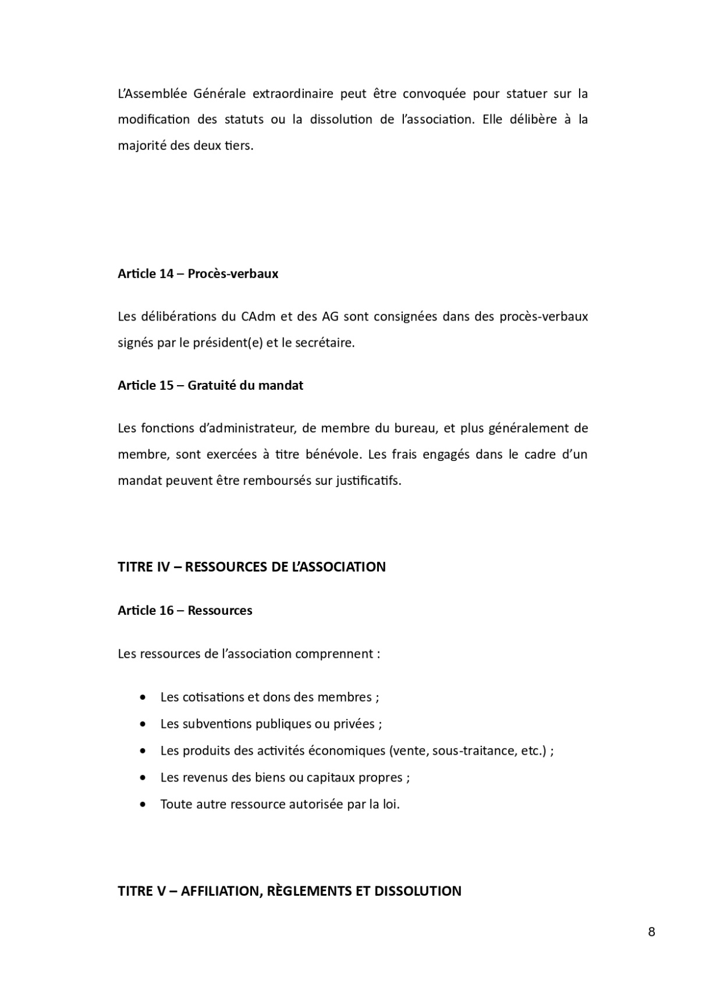 L’Assemblée Générale extraordinaire peut être convoquée pour statuer sur la
modification des statuts ou la dissolution de l’association. Elle délibère à la
majorité des deux tiers.
Article 14 – Procès-verbaux
Les délibérations du CAdm et des AG sont consignées dans des procès-verbaux
signés par le président(e) et le secrétaire.
Article 15 – Gratuité du mandat
Les fonctions d’administrateur, de membre du bureau, et plus généralement de
membre, sont exercées à titre bénévole. Les frais engagés dans le cadre d’un
mandat peuvent être remboursés sur justificatifs.
TITRE IV – RESSOURCES DE L’ASSOCIATION
Article 16 – Ressources
Les ressources de l’association comprennent :
• Les cotisations et dons des membres ;
• Les subventions publiques ou privées ;
• Les produits des activités économiques (vente, sous-traitance, etc.) ;
• Les revenus des biens ou capitaux propres ;
• Toute autre ressource autorisée par la loi.
TITRE V – AFFILIATION, RÈGLEMENTS ET DISSOLUTION
8